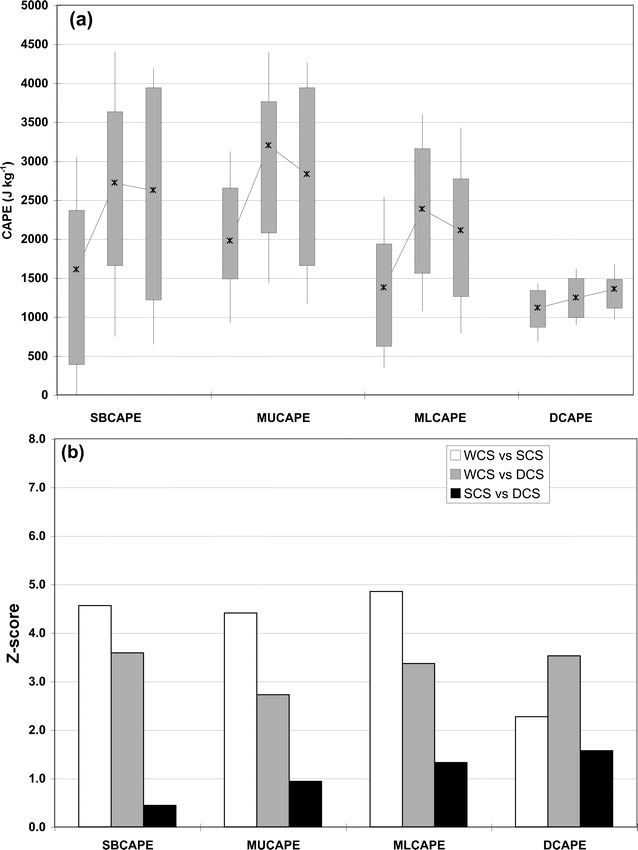 (a)
CAPE (J kg-1)
5000
4500
4000
3500
3000
2500
2000
1500
1000
500
0
SBCAPE MUCAPE MLCAPE DCAPE
(b)
Z-score
8.0
7.0
6.0
5.0
4.0
3.0
2.0
1.0
0.0
WCS vs SCS
WCS vs DCS
SCS vs DCS
SBCAPE MUCAPE MLCAPE DCAPE